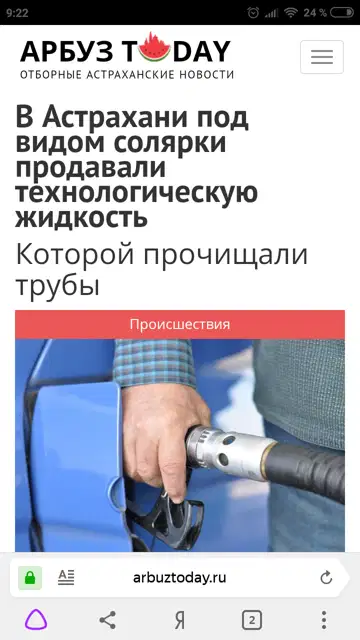 9:22
24 %
АРБУЗ TODAY
ОТБОРНЫЕ АСТРАХАНСКИЕ НОВОСТИ
В Астрахани под
видом солярки
продавали
технологическую
жидкость
Которой прочищали
трубы
Происшествия
arbuztoday.ru
Я
2